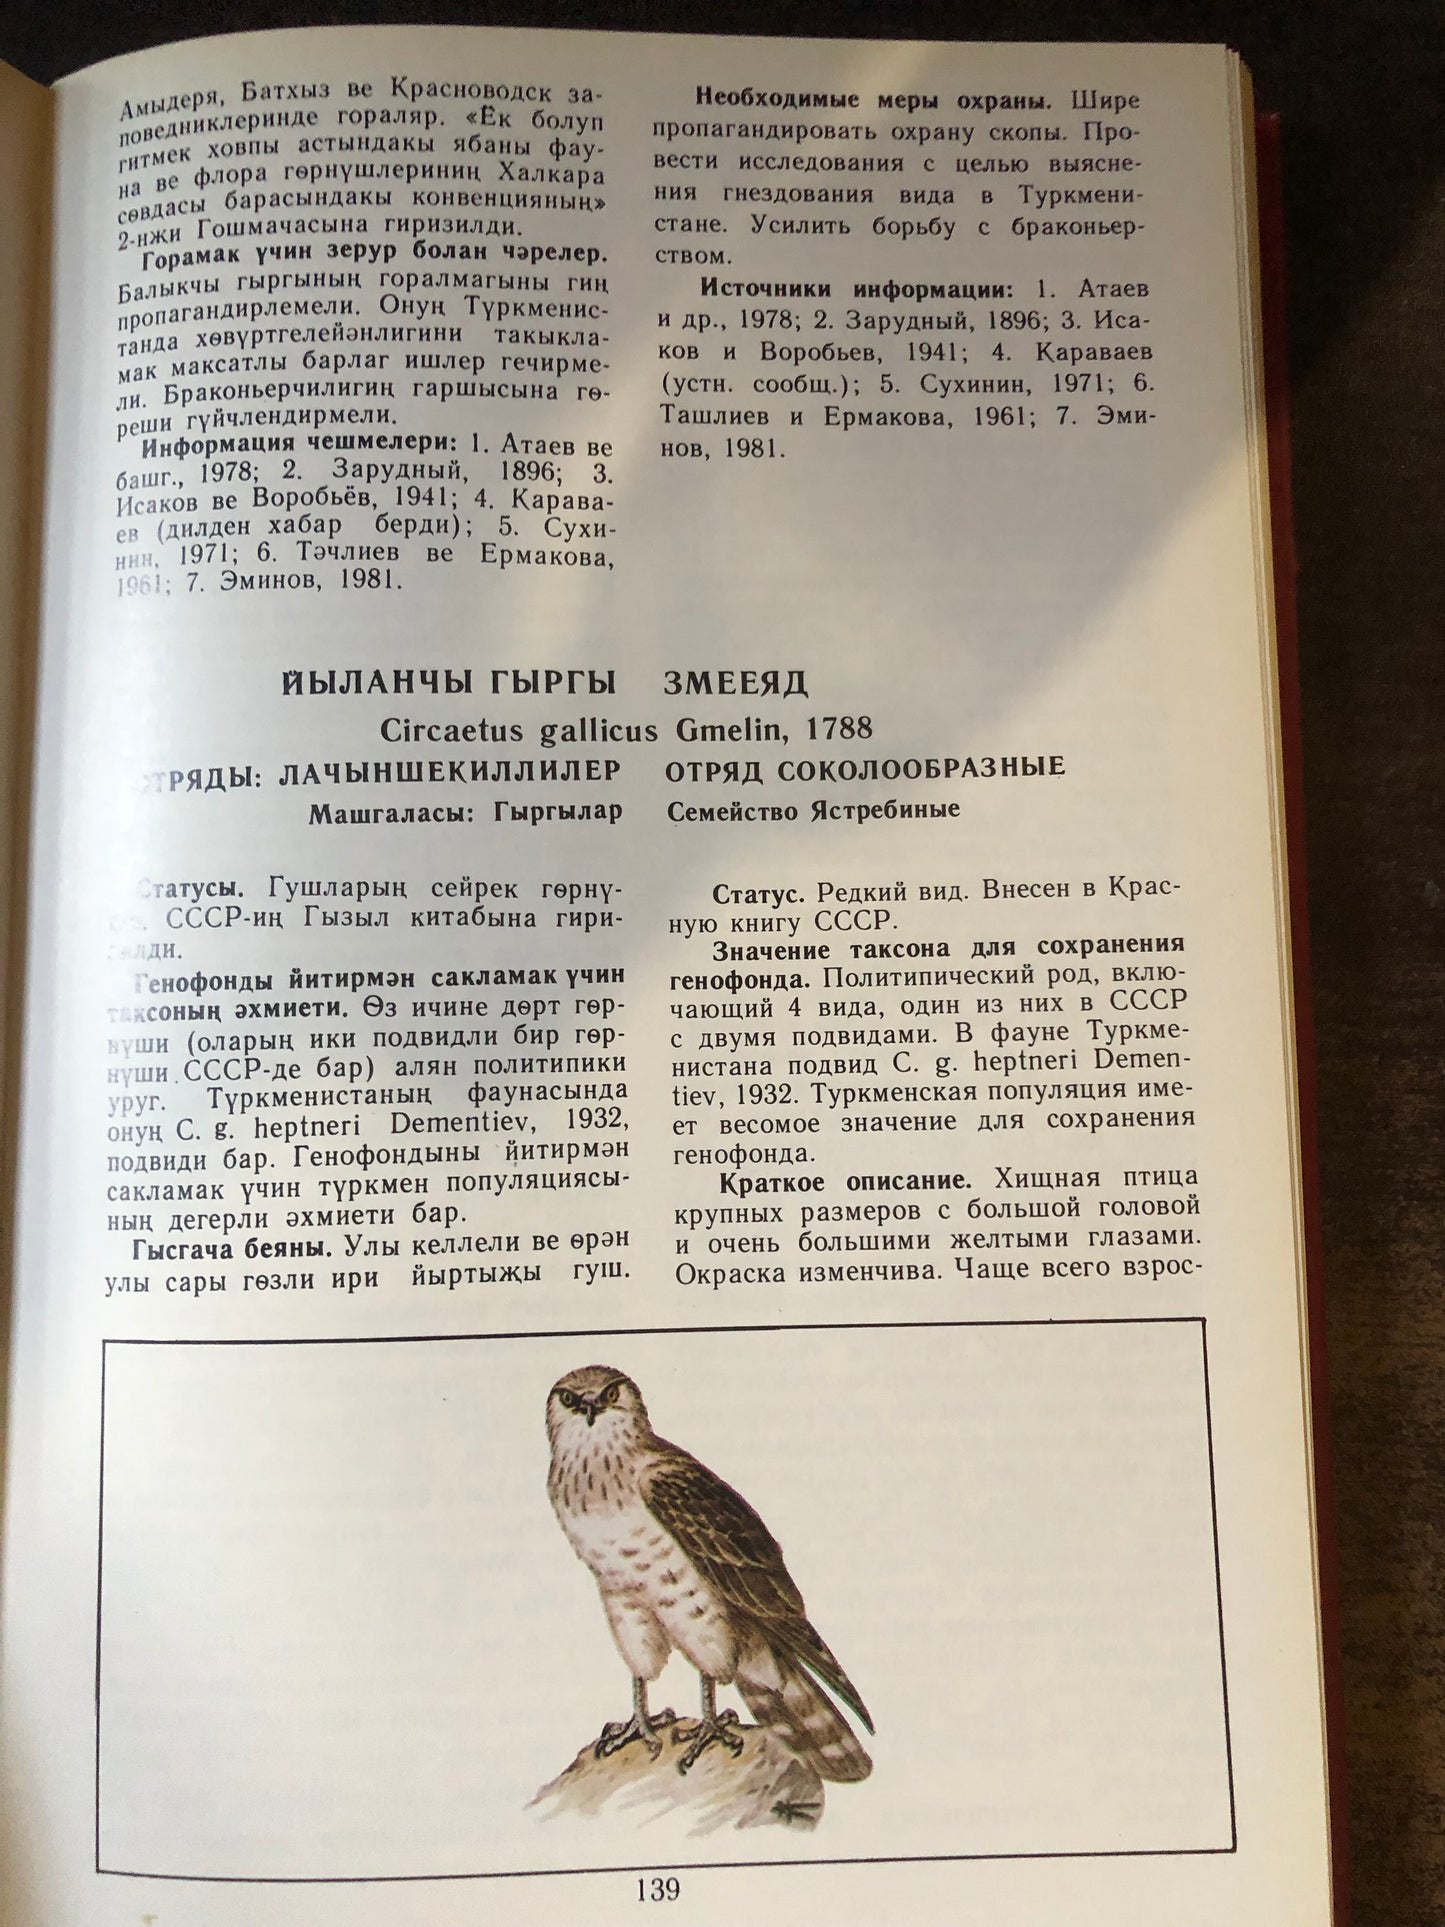 Амыдеря, Батхыз ве Красноводск за-
поведниклеринде гораляр. «Ёк болуп
гитмек ховпы астындакы ябаны фау-
на ве флора гөрнүшлериниң Халкара
сөвдасы барасындакы конвенцияның»
2-нжи Гошмачасына гиризилди.
Горамак үчин зерур болан чәрелер.
Балыкчы гыргының горалмагыны гиң
пропагандирлемели. Онуң Түркменис-
танда хөвүртгелейәнлигини такыкла-
мак максатлы барлаг ишлер гечирме-
ли. Браконьерчилигиң гаршысына гө-
реши гүйчлендирмели.
Информация чешмелери: 1. Атаев ве
башг., 1978; 2. Зарудный, 1896; 3.
Исаков ве Воробьёв, 1941; 4. Карава-
ев (дилден хабар берди); 5. Сухи-
нин, 1971; 6. Тәчлиев ве Ермакова,
1961; 7. Эминов, 1981.
Необходимые меры охраны. Шире
пропагандировать охрану скопы. Про-
вести исследования с целью выясне-
ния гнездования вида в Туркмени-
стане. Усилить борьбу с браконьер-
ством.
Источники информации: 1. Атаев
и др., 1978; 2. Зарудный, 1896; 3. Иса-
ков и Воробьев, 1941; 4. Караваев
(устн. сообщ.); 5. Сухинин, 1971; 6.
Ташлиев и Ермакова, 1961; 7. Эми-
нов, 1981.
ЙЫЛАНЧЫ ГЫРГЫ ЗМЕЕЯД
Circaetus gallicus Gmelin, 1788
ОТРЯДЫ: ЛАЧЫНШЕКИЛЛИЛЕР ОТРЯД СОКОЛООБРАЗНЫЕ
Машгаласы: Гыргылар Семейство Ястребиные
Статусы. Гушларың сейрек гөрнү-
СССР-иң Гызыл китабына гири-
зилди.
Генофонды йитирмән сакламак үчин
таксоның әхмиети. Өз ичине дөрт гөр-
нүши (оларың ики подвидли бир гөр-
нүши СССР-де бар) алян политипики
уруг. Түркменистаның фаунасында
онуң C. g. heptneri Dementiev, 1932,
подвиди бар. Генофондыны йитирмән
сакламак үчин түркмен популяциясы-
ның дегерли әхмиети бар.
Гысгача беяны. Улы келлели ве өрән
улы сары гөзли ири йыртыҗы гуш.
Статус. Редкий вид. Внесен в Крас-
ную книгу СССР.
Значение таксона для сохранения
генофонда. Политипический род, вклю-
чающий 4 вида, один из них в СССР
с двумя подвидами. В фауне Туркме-
нистана подвид C. g. heptneri Demen-
tiev, 1932. Туркменская популяция име-
ет весомое значение для сохранения
генофонда.
Краткое описание. Хищная птица
крупных размеров с большой головой
и очень большими желтыми глазами.
Окраска изменчива. Чаще всего взрос-
139